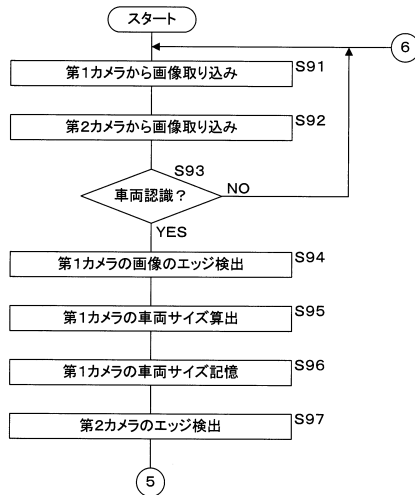 スタート
6
第1カメラから画像取り込み
S91
第2カメラから画像取り込み
S92
S93
車両認識？
NO
YES
第1カメラの画像のエッジ検出
S94
第1カメラの車両サイズ算出
S95
第1カメラの車両サイズ記憶
S96
第2カメラのエッジ検出
S97
5